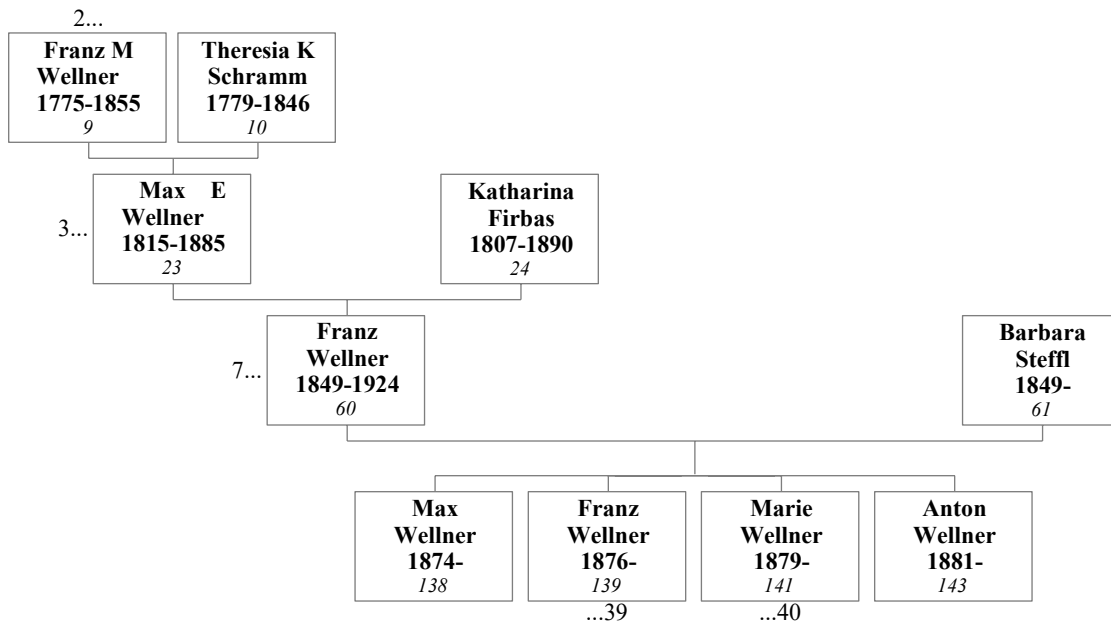 2...
Franz M
Wellner
1775-1855
9
Theresia K
Schramm
1779-1846
10
3...
Max E
Wellner
1815-1885
23
Katharina
Firbas
1807-1890
24
7...
Franz
Wellner
1849-1924
60
Barbara
Steffl
1849-
61
Max
Wellner
1874-
138
Franz
Wellner
1876-
139
...39
Marie
Wellner
1879-
141
...40
Anton
Wellner
1881-
143